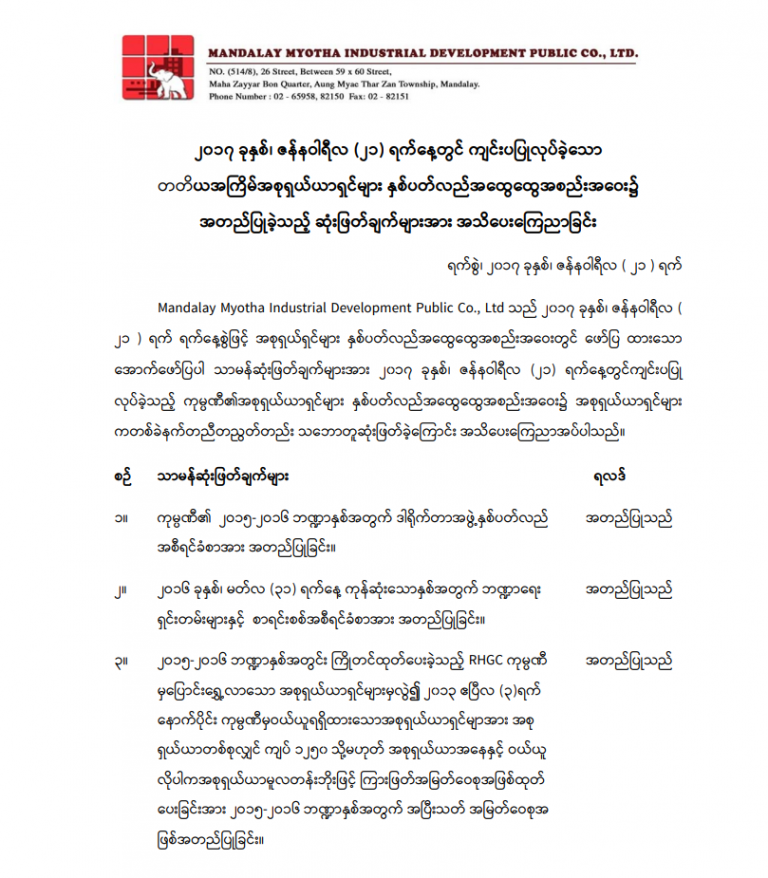 MANDALAY MYOTHA INDUSTRIAL DEVELOPMENT PUBLIC CO., LTD.
NO. (514/8), 26 Street, Between 59 x 60 Street,
Maha Zayyar Bon Quarter, Aung Myae Thar Zan Township, Mandalay.
Phone Number : 02 - 65958, 82150 Fax: 02 - 82151
၂၀၁၇ ခုနှစ်၊ ဇန်နဝါရီလ (၂၁) ရက်နေ့တွင် ကျင်းပပြုလုပ်ခဲ့သော
တတိယအကြိမ်အစုရှယ်ယာရှင်များ နှစ်ပတ်လည်အထွေထွေအစည်းအဝေး၌
အတည်ပြုခဲ့သည့် ဆုံးဖြတ်ချက်များအား အသိပေးကြေညာခြင်း
ရက်စွဲ၊ ၂၀၁၇ ခုနှစ်၊ ဇန်နဝါရီလ ( ၂၁ ) ရက်
Mandalay Myotha Industrial Development Public Co., Ltd သည် ၂၀၁၇ ခုနှစ်၊ ဇန်နဝါရီလ (
၂၁ ) ရက် ရက်နေ့စွဲဖြင့် အစုရှယ်ရှင်များ နှစ်ပတ်လည်အထွေထွေအစည်းအဝေးတွင် ဖော်ပြ ထားသော
အောက်ဖော်ပြပါ သာမန်ဆုံးဖြတ်ချက်များအား ၂၀၁၇ ခုနှစ်၊ ဇန်နဝါရီလ (၂၁) ရက်နေ့တွင်ကျင်းပပြု
လုပ်ခဲ့သည့် ကုမ္ပဏီ၏အစုရှယ်ယာရှင်များ နှစ်ပတ်လည်အထွေထွေအစည်းအဝေး၌ အစုရှယ်ယာရှင်များ
ကတစ်ခဲနက်တညီတညွတ်တည်း သဘောတူဆုံးဖြတ်ခဲ့ကြောင်း အသိပေးကြေညာအပ်ပါသည်။
စဉ် သာမန်ဆုံးဖြတ်ချက်များ ရလဒ်
၁။ ကုမ္ပဏီ၏ ၂၀၁၅-၂၀၁၆ ဘဏ္ဍာနှစ်အတွက် ဒါရိုက်တာအဖွဲ့နှစ်ပတ်လည် အတည်ပြုသည်
အစီရင်ခံစာအား အတည်ပြုခြင်း။
၂။ ၂၀၁၆ ခုနှစ်၊ မတ်လ (၃၁) ရက်နေ့ ကုန်ဆုံးသောနှစ်အတွက် ဘဏ္ဍာရေး အတည်ပြုသည်
ရှင်းတမ်းများနှင့် စာရင်းစစ်အစီရင်ခံစာအား အတည်ပြုခြင်း။
၃။ ၂၀၁၅-၂၀၁၆ ဘဏ္ဍာနှစ်အတွင်း ကြိုတင်ထုတ်ပေးခဲ့သည့် RHGC ကုမ္ပဏီ အတည်ပြုသည်
မှပြောင်းရွှေ့လာသော အစုရှယ်ယာရှင်များမှလွဲ၍ ၂၀၁၃ ဧပြီလ (၃)ရက်
နောက်ပိုင်း ကုမ္ပဏီမှဝယ်ယူရရှိထားသောအစုရှယ်ယာရှင်မျာအား အစု
ရှယ်ယာတစ်စုလျှင် ကျပ် ၁၂၅၀ သို့မဟုတ် အစုရှယ်ယာအနေနှင့် ဝယ်ယူ
လိုပါကအစုရှယ်ယာမူလတန်းဘိုးဖြင့် ကြားဖြတ်အမြတ်ဝေစုအဖြစ်ထုတ်
ပေးခြင်းအား ၂၀၁၅-၂၀၁၆ ဘဏ္ဍာနှစ်အတွက် အပြီးသတ် အမြတ်ဝေစုအ
ဖြစ်အတည်ပြုခြင်း။